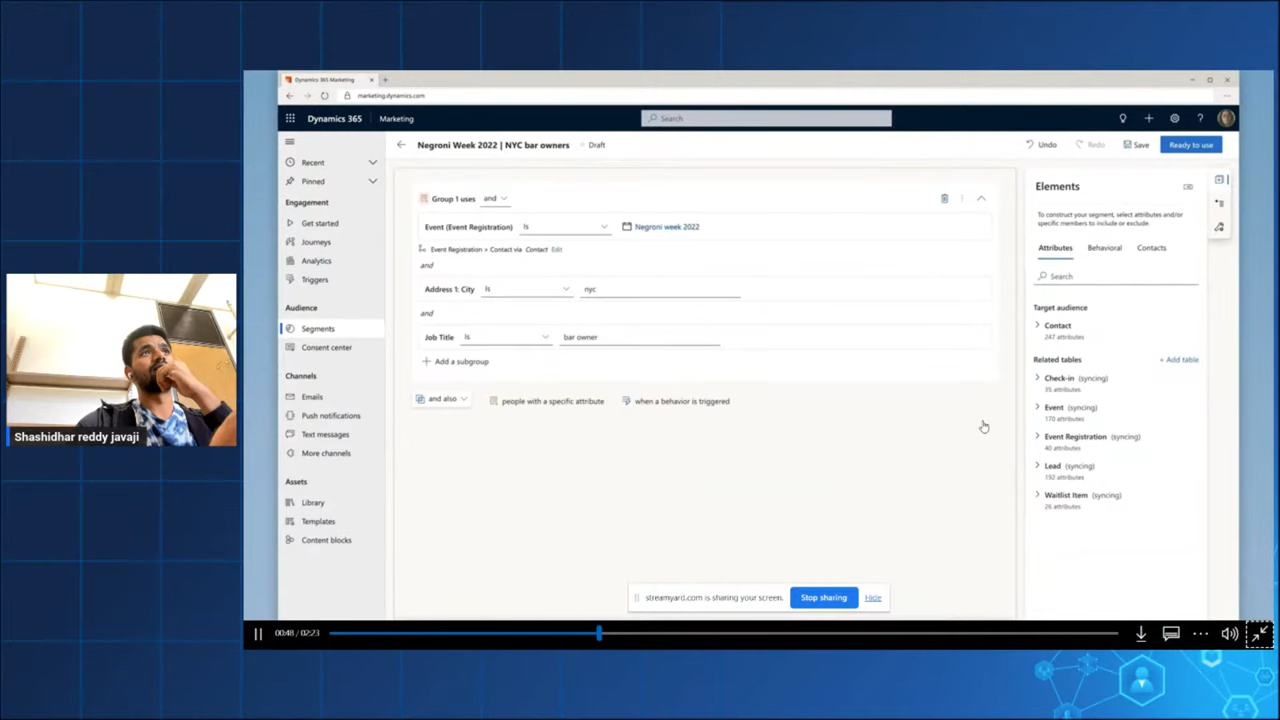 Dynamics 365 Marketing
marketing.dynamics.com
Dynamics 365 Marketing Search
Negroni Week 2022 | NYC bar owners Draft Undo Redo Save Ready to use
Recent
Pinned
Engagement
Get started
Journeys
Analytics
Triggers
Audience
Segments
Consent center
Channels
Emails
Push notifications
Text messages
More channels
Assets
Library
Templates
Content blocks
Group 1 uses and
Event (Event Registration) Is Negroni week 2022
Event Registration > Contact via Contact Edit
and
Address 1: City Is nyc
and
Job Title Is bar owner
Add a subgroup
and also people with a specific attribute when a behavior is triggered
Elements
To construct your segment, select attributes and/or
specific members to include or exclude.
Attributes Behavioral Contacts
Search
Target audience
Contact
247 attributes
Related tables + Add table
Check-in (syncing)
35 attributes
Event (syncing)
170 attributes
Event Registration (syncing)
40 attributes
Lead (syncing)
192 attributes
Waitlist Item (syncing)
26 attributes
Shashidhar reddy javaji
streamyard.com is sharing your screen. Stop sharing Hide
00:48 / 02:23